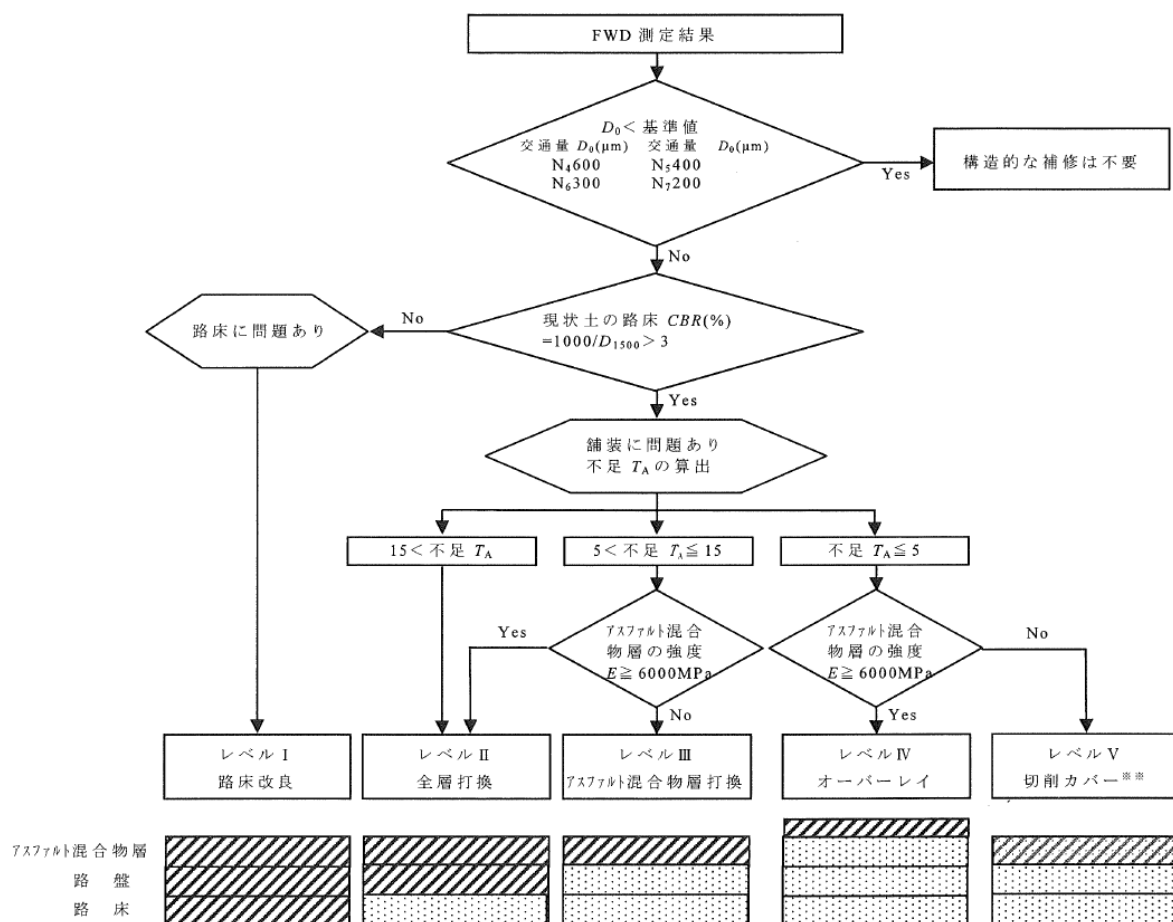 FWD 測定結果
D₀< 基準値
交通量 D₀(μm) 交通量 D₀(μm)
N₄600 N₅400
N₆300 N₇200
Yes
構造的な補修は不要
No
現状土の路床 CBR(%)
=1000/D₁₅₀₀> 3
No
路床に問題あり
Yes
舗装に問題あり
不足 T_A の算出
15< 不足 T_A
5< 不足 T_A≦ 15
不足 T_A≦ 5
Yes
アスファルト混合
物層の強度
E≧ 6000MPa
No
アスファルト混合
物層の強度
E≧ 6000MPa
No
Yes
レベル Ⅰ
路床改良
レベル Ⅱ
全層打換
レベル Ⅲ
アスファルト混合物層打換
レベル Ⅳ
オーバーレイ
レベル Ⅴ
切削カバー※※
アスファルト混合物層
路 盤
路 床